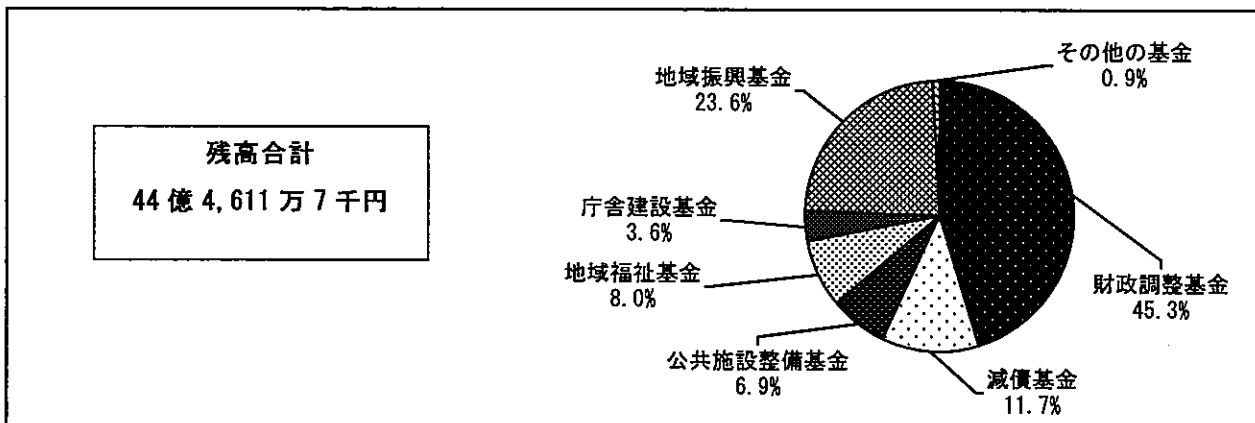 残高合計
44億4,611万7千円
その他の基金
0.9%
地域振興基金
23.6%
庁舎建設基金
3.6%
地域福祉基金
8.0%
公共施設整備基金
6.9%
減債基金
11.7%
財政調整基金
45.3%